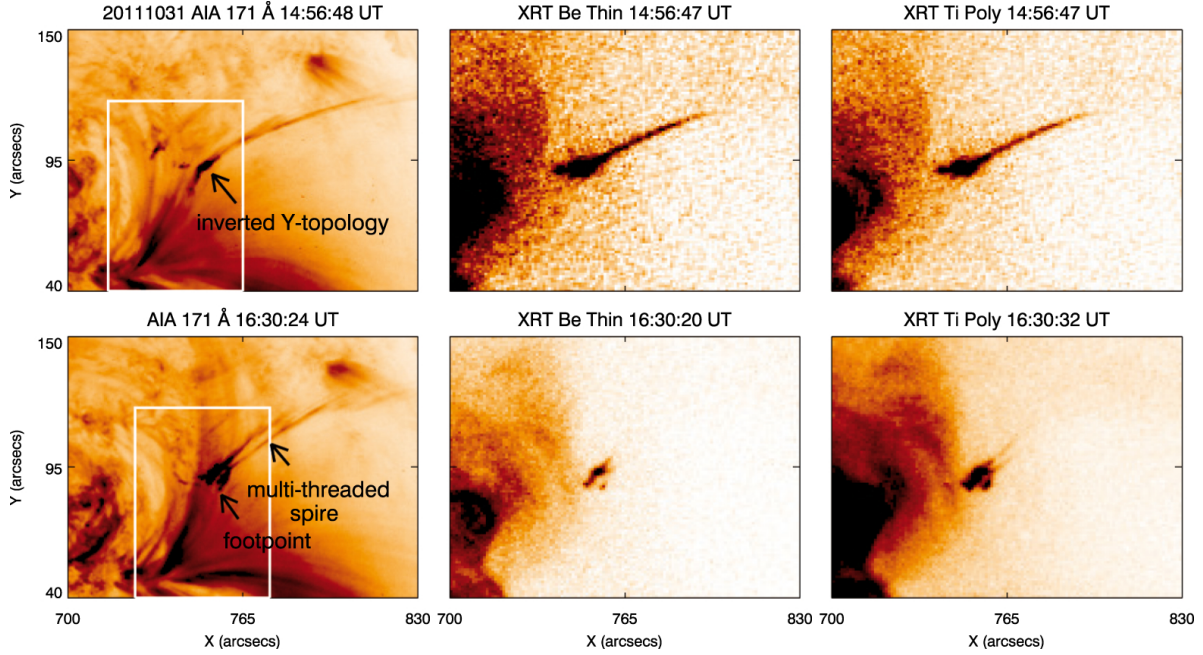 20111031 AIA 171 Å 14:56:48 UT
XRT Be Thin 14:56:47 UT
XRT Ti Poly 14:56:47 UT
150
95
40
Y (arcsecs)
inverted Y-topology
AIA 171 Å 16:30:24 UT
XRT Be Thin 16:30:20 UT
XRT Ti Poly 16:30:32 UT
150
95
40
Y (arcsecs)
multi-threaded
spire
footpoint
700 765 830
X (arcsecs)
700 765 830
X (arcsecs)
700 765 830
X (arcsecs)